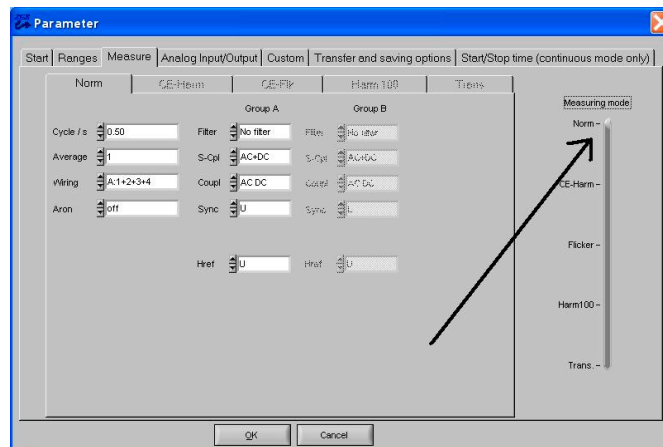 Parameter
Start Ranges Measure Analog Input/Output Custom Transfer and saving options Start/Stop time (continuous mode only)
Norm CE-Harm CE-Flk Harm 100 Trans
Group A Group B
Measuring mode
Cycle / s 0.50 Filter No filter Filter No filter
Norm
Average 1 S-Cpl AC+DC S-Cpl AC+DC
Wiring A:1+2+3+4 Coupl AC DC Coupl AC DC
CE-Harm
Aron off Sync U Sync U
Flicker
Href U Href U
Harm100
Trans.
OK Cancel